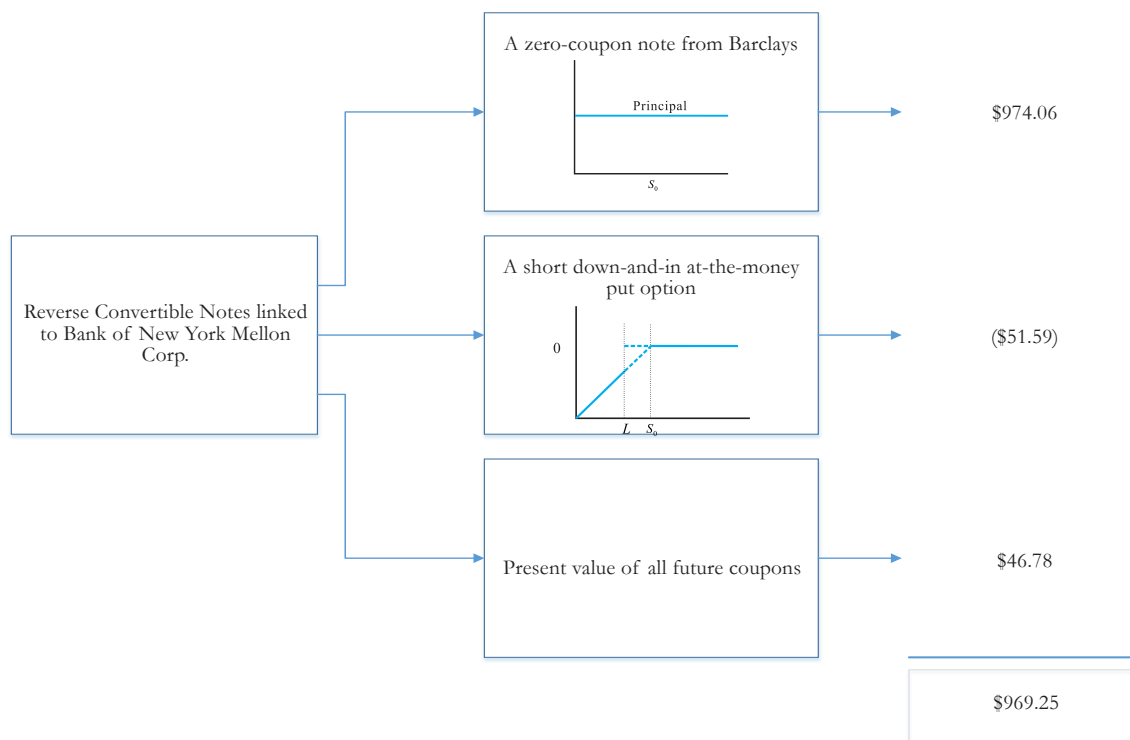 A zero-coupon note from Barclays
Principal
S₀
$974.06
Reverse Convertible Notes linked
to Bank of New York Mellon
Corp.
A short down-and-in at-the-money
put option
0
L S₀
($51.59)
Present value of all future coupons
$46.78
$969.25